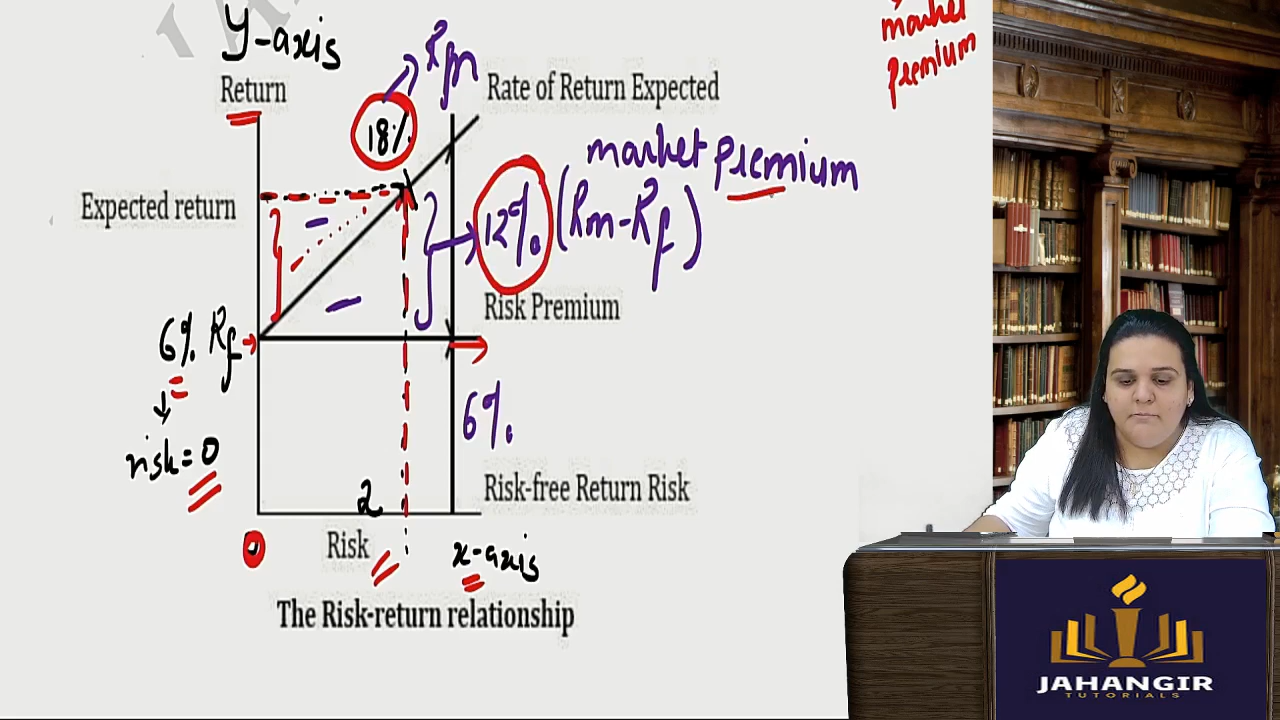 Y-axis
Return
Rm
18%
Rate of Return Expected
market premium
market premium
Expected return
12% (Rm-Rf)
Risk Premium
6% Rf
6%
risk=0
2
Risk-free Return Risk
0
Risk
x-axis
The Risk-return relationship
JAHANGIR
TUTORIALS